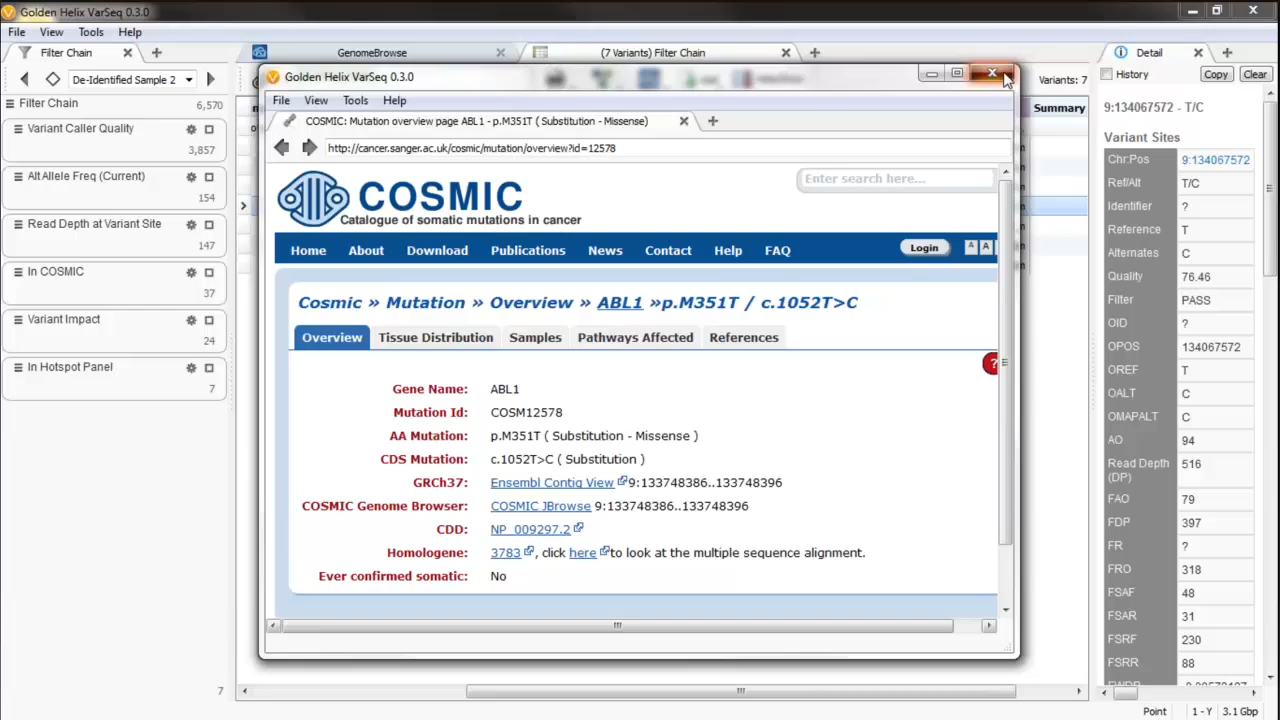 Golden Helix VarSeq 0.3.0
File View Tools Help
Filter Chain
GenomeBrowse
(7 Variants) Filter Chain
Detail
De-Identified Sample 2
Variants: 7
History
Copy
Clear
Filter Chain 6,570
Variant Caller Quality
3,857
Alt Allele Freq (Current)
154
Read Depth at Variant Site
147
In COSMIC
37
Variant Impact
24
In Hotspot Panel
7
7
Summary
Golden Helix VarSeq 0.3.0
File View Tools Help
COSMIC: Mutation overview page ABL1 - p.M351T ( Substitution - Missense )
http://cancer.sanger.ac.uk/cosmic/mutation/overview?id=12578
COSMIC
Catalogue of somatic mutations in cancer
Enter search here...
Home About Download Publications News Contact Help FAQ
Login
A A
Cosmic » Mutation » Overview » ABL1 »p.M351T / c.1052T>C
Overview Tissue Distribution Samples Pathways Affected References
?
Gene Name: ABL1
Mutation Id: COSM12578
AA Mutation: p.M351T ( Substitution - Missense )
CDS Mutation: c.1052T>C ( Substitution )
GRCh37: Ensembl Contig View 9:133748386..133748396
COSMIC Genome Browser: COSMIC JBrowse 9:133748386..133748396
CDD: NP_009297.2
Homologene: 3783 , click here to look at the multiple sequence alignment.
Ever confirmed somatic: No
9:134067572 - T/C
Variant Sites
Chr:Pos 9:134067572
Ref/Alt T/C
Identifier ?
Reference T
Alternates C
Quality 76.46
Filter PASS
OID ?
OPOS 134067572
OREF T
OALT C
OMAPALT C
AO 94
Read Depth (DP) 516
FAO 79
FDP 397
FR ?
FRO 318
FSAF 48
FSAR 31
FSRF 230
FSRR 88
Point 1 - Y 3.1 Gbp